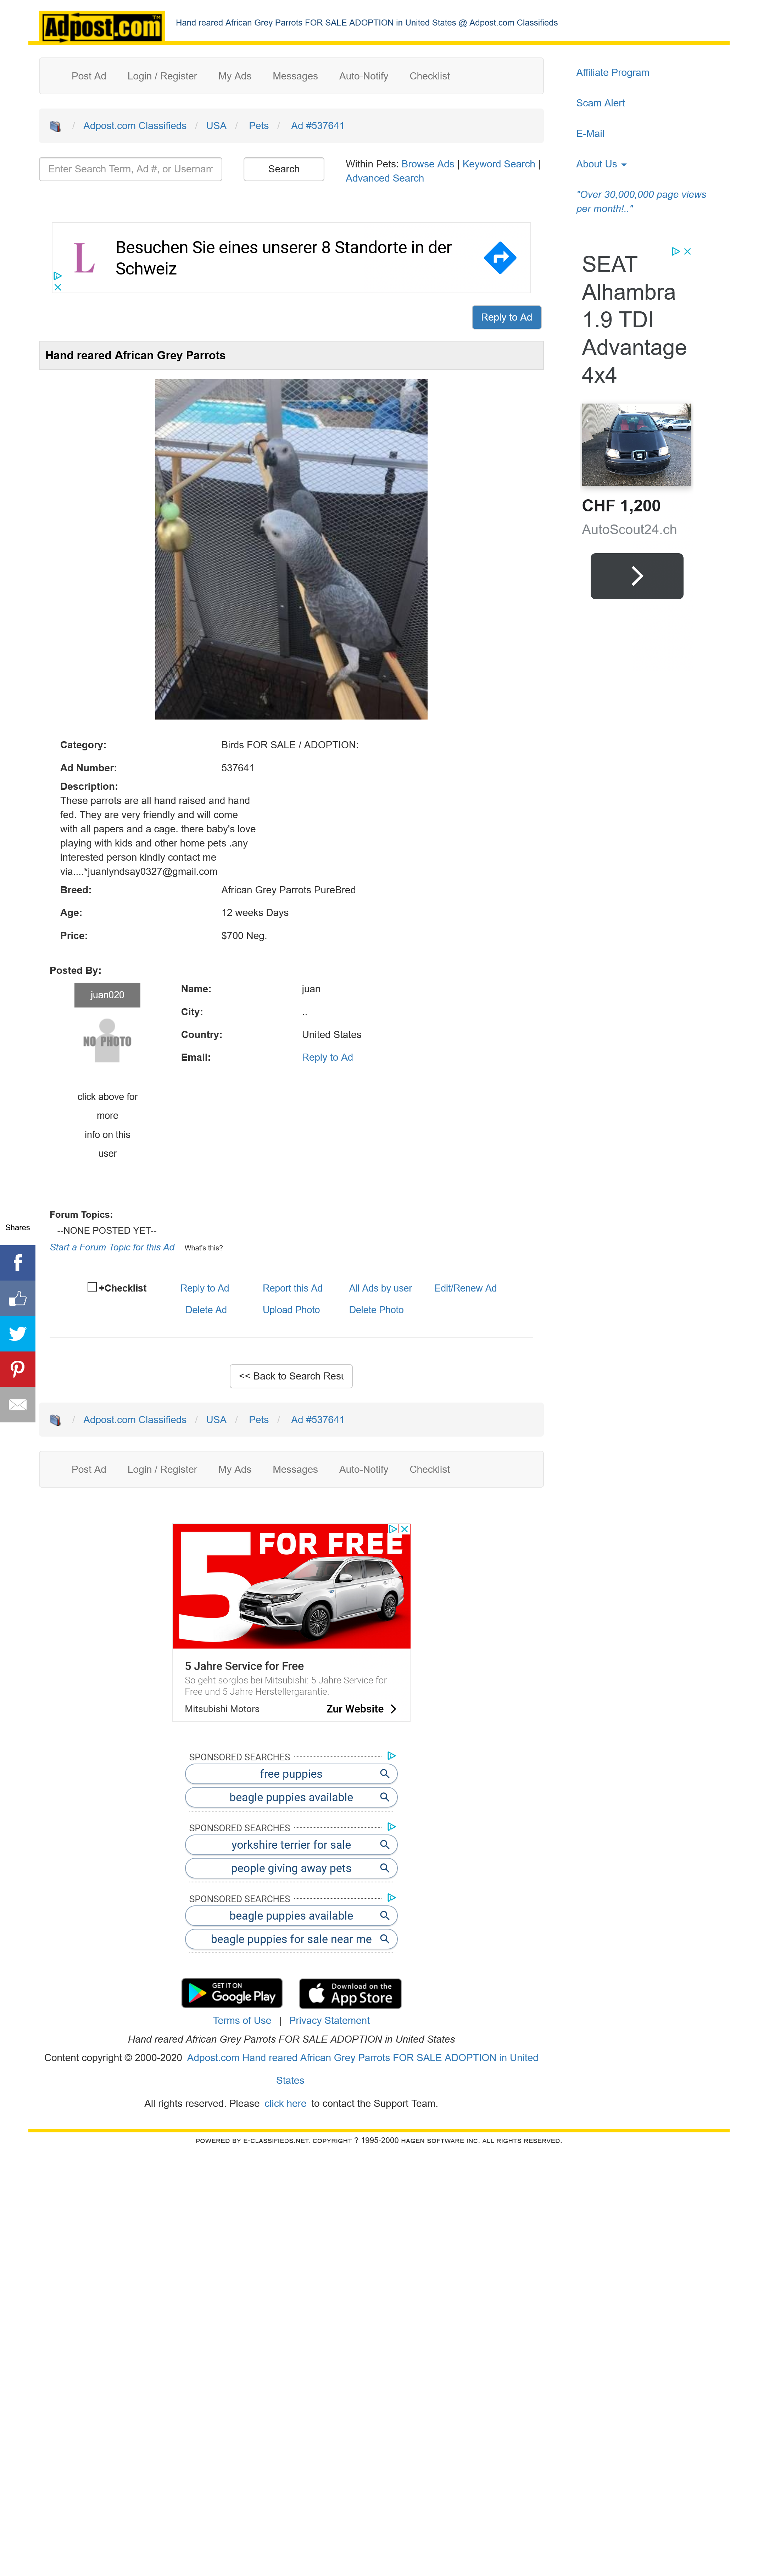 Adpost.com TM
Hand reared African Grey Parrots FOR SALE ADOPTION in United States @ Adpost.com Classifieds
Post Ad Login / Register My Ads Messages Auto-Notify Checklist
Affiliate Program
Scam Alert
E-Mail
About Us
"Over 30,000,000 page views
per month!.."
/ Adpost.com Classifieds / USA / Pets / Ad #537641
Enter Search Term, Ad #, or Usernam
Search
Within Pets: Browse Ads | Keyword Search |
Advanced Search
L
Besuchen Sie eines unserer 8 Standorte in der
Schweiz
SEAT
Alhambra
1.9 TDI
Advantage
4x4
CHF 1,200
AutoScout24.ch
Reply to Ad
Hand reared African Grey Parrots
Category: Birds FOR SALE / ADOPTION:
Ad Number: 537641
Description:
These parrots are all hand raised and hand
fed. They are very friendly and will come
with all papers and a cage. there baby's love
playing with kids and other home pets .any
interested person kindly contact me
via....*juanlyndsay0327@gmail.com
Breed: African Grey Parrots PureBred
Age: 12 weeks Days
Price: $700 Neg.
Posted By:
juan020
NO PHOTO
click above for
more
info on this
user
Name: juan
City: ..
Country: United States
Email: Reply to Ad
Forum Topics:
--NONE POSTED YET--
Start a Forum Topic for this Ad What's this?
Shares
+Checklist Reply to Ad Report this Ad All Ads by user Edit/Renew Ad
Delete Ad Upload Photo Delete Photo
<< Back to Search Resu
/ Adpost.com Classifieds / USA / Pets / Ad #537641
Post Ad Login / Register My Ads Messages Auto-Notify Checklist
5 FOR FREE
5 Jahre Service for Free
So geht sorglos bei Mitsubishi: 5 Jahre Service for
Free und 5 Jahre Herstellergarantie.
Mitsubishi Motors Zur Website
SPONSORED SEARCHES
free puppies
beagle puppies available
SPONSORED SEARCHES
yorkshire terrier for sale
people giving away pets
SPONSORED SEARCHES
beagle puppies available
beagle puppies for sale near me
GET IT ON
Google Play
Download on the
App Store
Terms of Use | Privacy Statement
Hand reared African Grey Parrots FOR SALE ADOPTION in United States
Content copyright © 2000-2020 Adpost.com Hand reared African Grey Parrots FOR SALE ADOPTION in United
States
All rights reserved. Please click here to contact the Support Team.
POWERED BY E-CLASSIFIEDS.NET. COPYRIGHT ? 1995-2000 HAGEN SOFTWARE INC. ALL RIGHTS RESERVED.